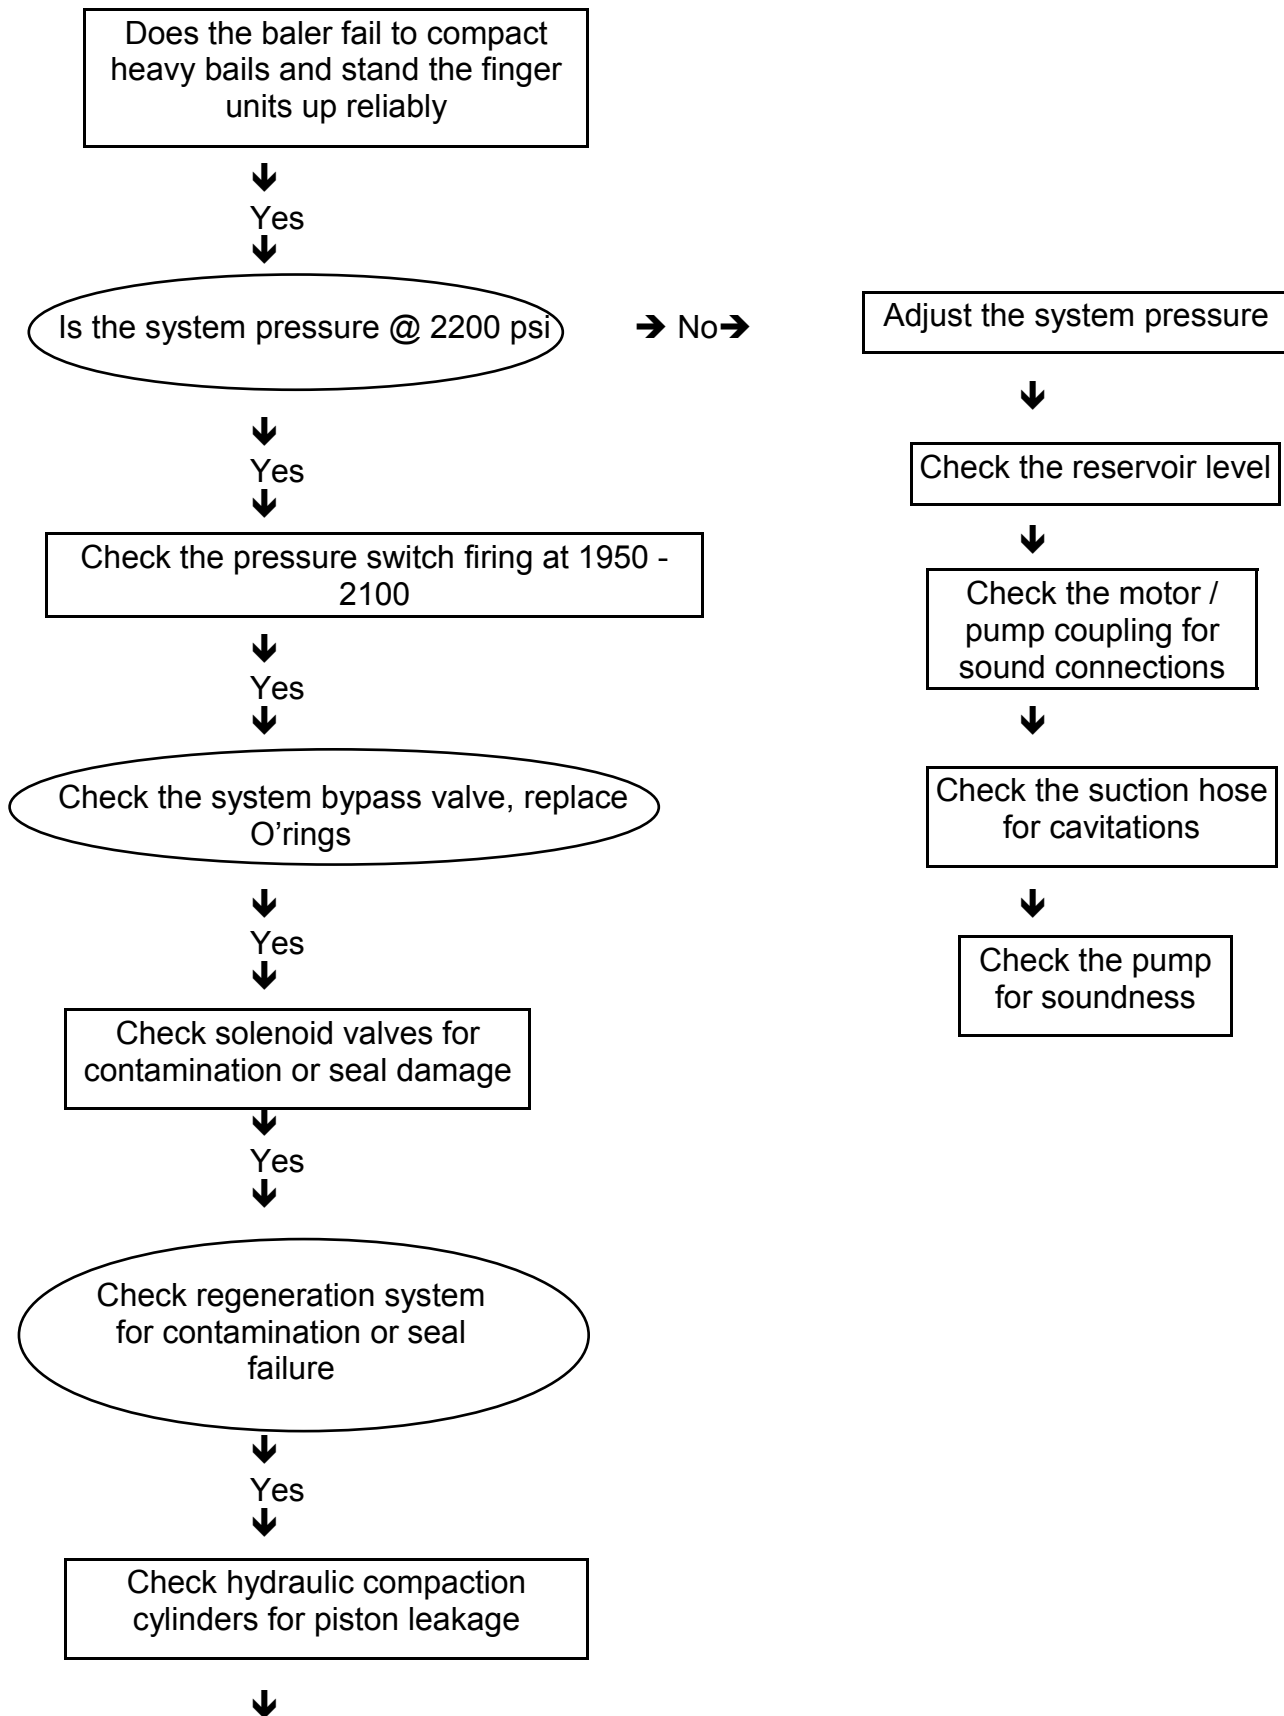 Does the baler fail to compact
heavy bails and stand the finger
units up reliably
Yes
Is the system pressure @ 2200 psi
No
Adjust the system pressure
Yes
Check the reservoir level
Check the pressure switch firing at 1950 -
2100
Check the motor /
pump coupling for
sound connections
Yes
Check the system bypass valve, replace
O'rings
Check the suction hose
for cavitations
Yes
Check the pump
for soundness
Check solenoid valves for
contamination or seal damage
Yes
Check regeneration system
for contamination or seal
failure
Yes
Check hydraulic compaction
cylinders for piston leakage